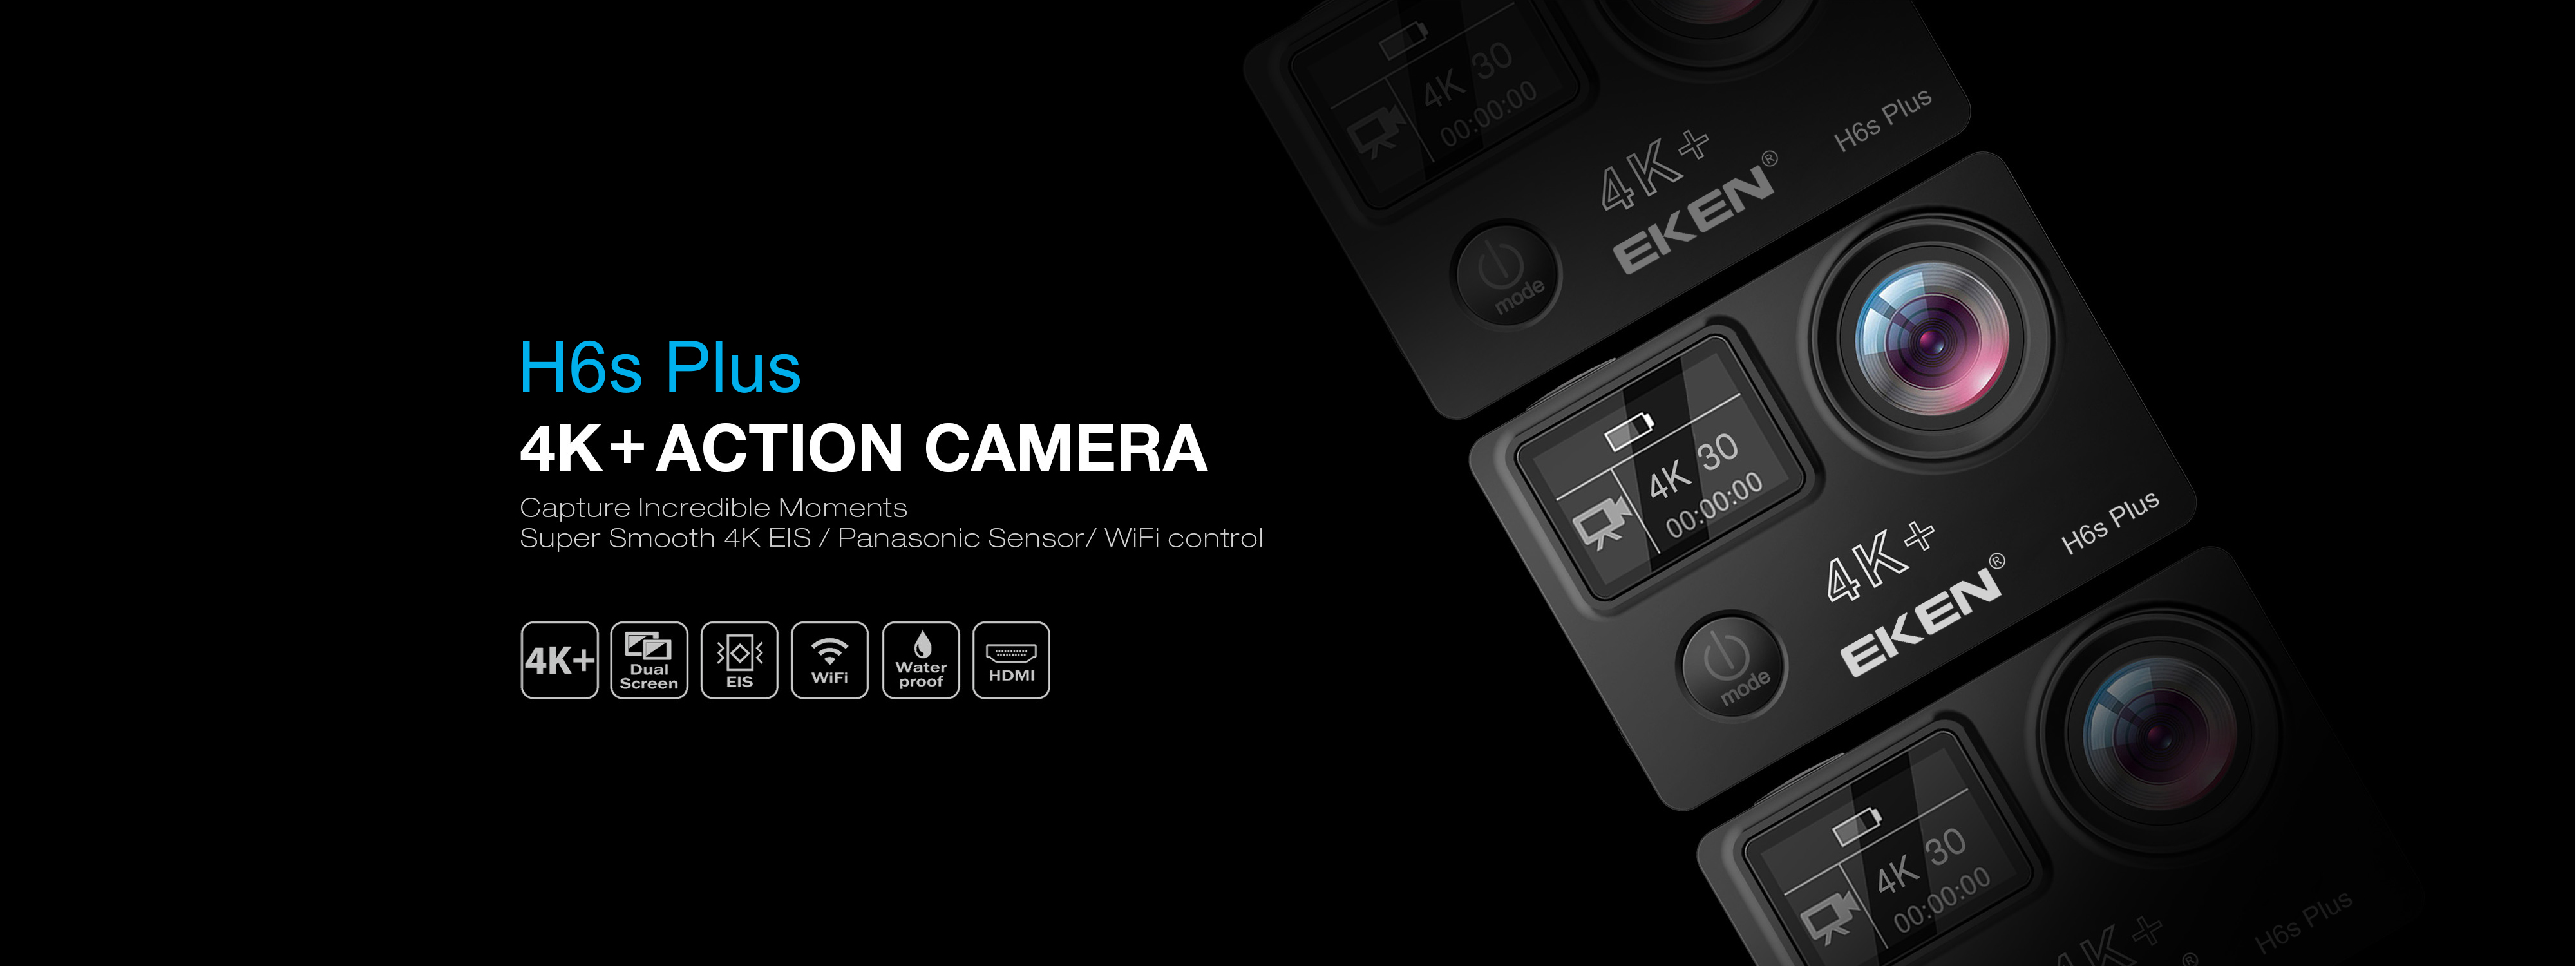 H6s Plus
4K+ ACTION CAMERA
Capture Incredible Moments
Super Smooth 4K EIS / Panasonic Sensor/ WiFi control
4K+
Dual
Screen
EIS
WiFi
Water
proof
HDMI
4K 30
00:00:00
4K+
EKEN®
H6s Plus
mode
4K 30
00:00:00
4K+
EKEN®
H6s Plus
mode
4K 30
00:00:00
4K+
®
H6s Plus